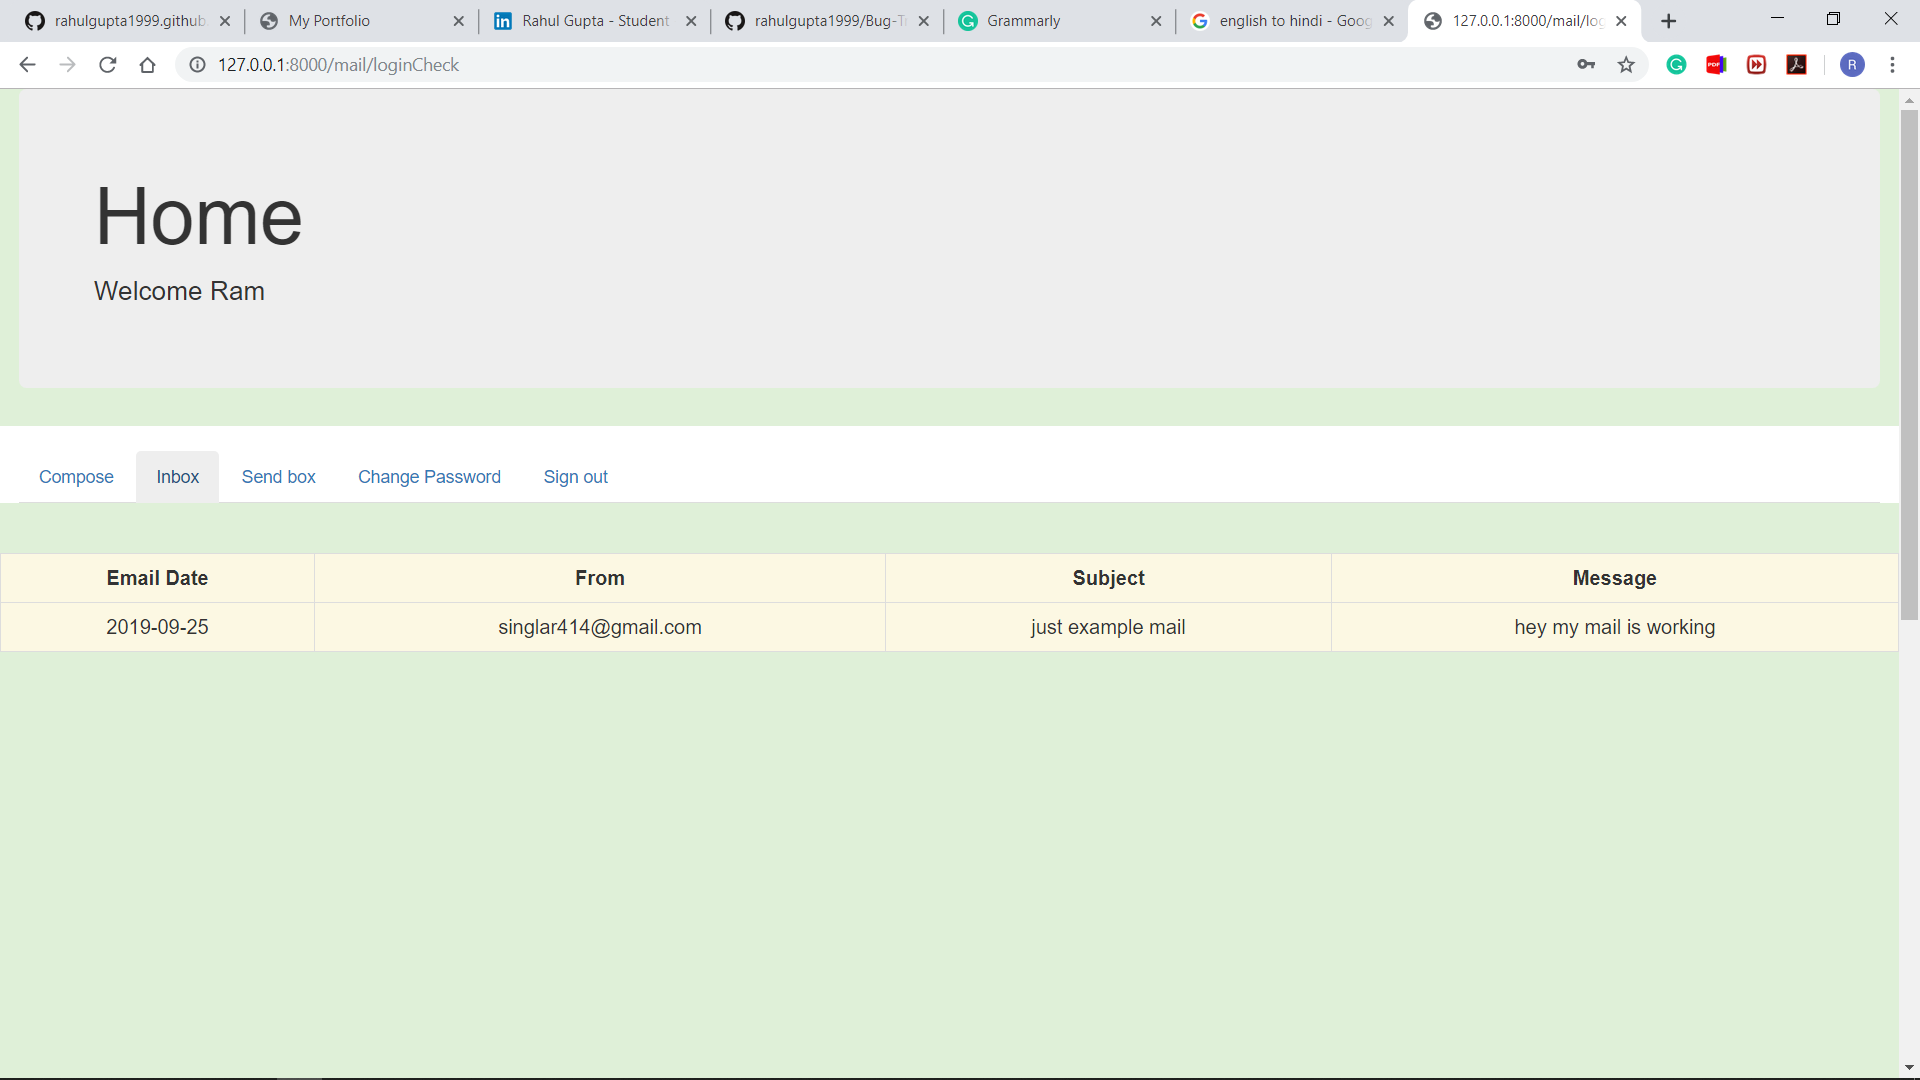 rahulgupta1999.github
My Portfolio
Rahul Gupta - Student
rahulgupta1999/Bug-Tr
Grammarly
english to hindi - Goog
127.0.0.1:8000/mail/log
127.0.0.1:8000/mail/loginCheck
PDF
R
Home
Welcome Ram
Compose Inbox Send box Change Password Sign out
Email Date From Subject Message
2019-09-25 singlar414@gmail.com just example mail hey my mail is working